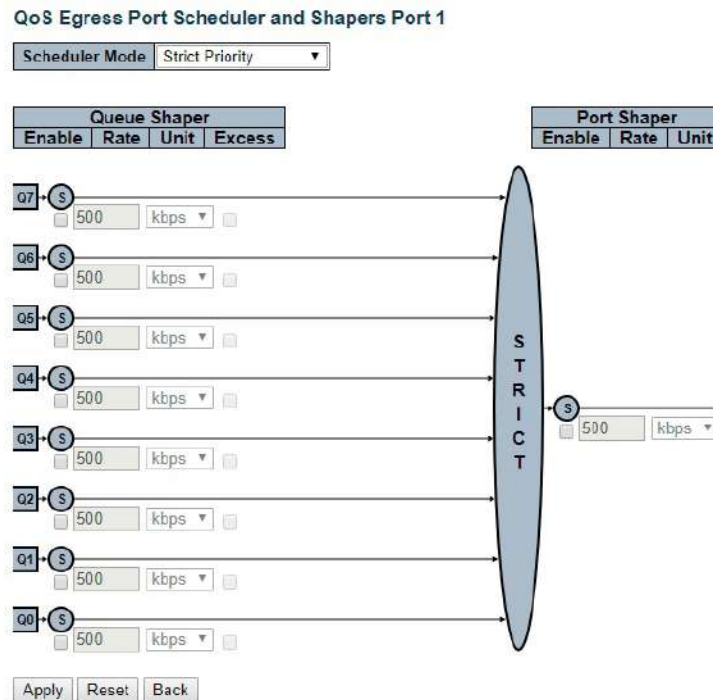 QoS Egress Port Scheduler and Shapers Port 1
Scheduler Mode Strict Priority
Queue Shaper Port Shaper
Enable Rate Unit Excess Enable Rate Unit
Q7 S
500 kbps
Q6 S
500 kbps
Q5 S
500 kbps
Q4 S
500 kbps
Q3 S
500 kbps
Q2 S
500 kbps
Q1 S
500 kbps
Q0 S
500 kbps
STRICT
S
500 kbps
Apply Reset Back